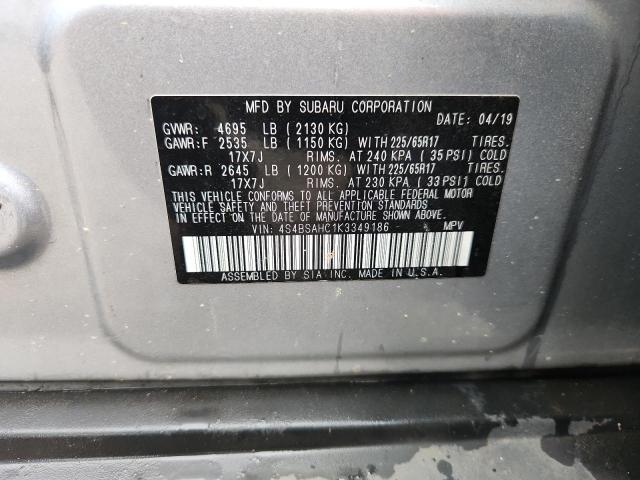 MFD BY SUBARU CORPORATION
DATE: 04/19
GVWR: 4695 LB ( 2130 KG)
GAWR:F 2535 LB ( 1150 KG) WITH 225/65R17 TIRES.
17X7J RIMS. AT 240 KPA ( 35 PSI) COLD
GAWR:R 2645 LB ( 1200 KG) WITH 225/65R17 TIRES.
17X7J RIMS. AT 230 KPA ( 33 PSI) COLD
THIS VEHICLE CONFORMS TO ALL APPLICABLE FEDERAL MOTOR
VEHICLE SAFETY AND THEFT PREVENTION STANDARDS
IN EFFECT ON THE DATE OF MANUFACTURE SHOWN ABOVE.
VIN: 4S4BSAHC1K3349186 MPV
ASSEMBLED BY SIA INC. MADE IN U.S.A.